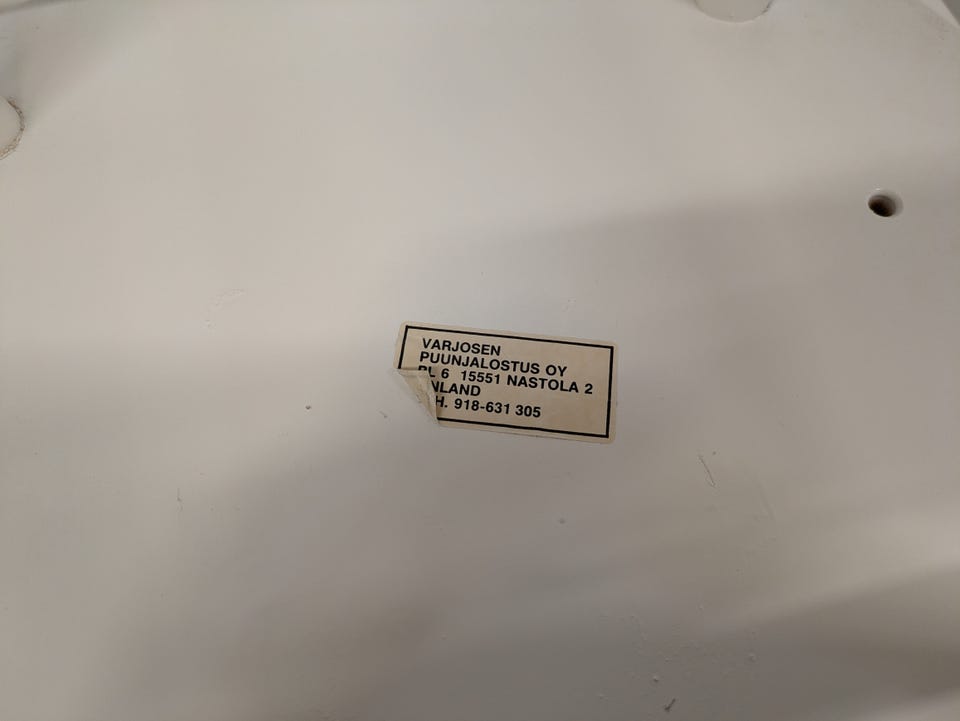 VARJOSEN
PUUNJALOSTUS OY
PL 6 15551 NASTOLA 2
NLAND
H. 918-631 305